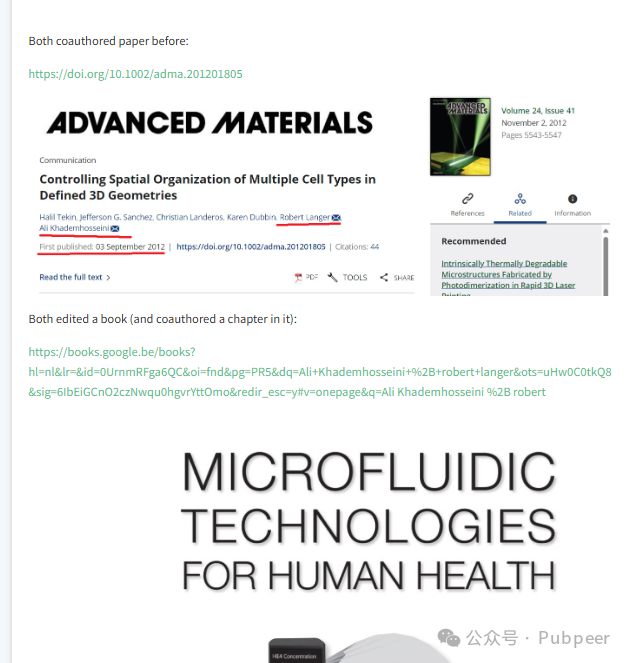 Both coauthored paper before:
https://doi.org/10.1002/adma.201201805
ADVANCED MATERIALS
ADVANCED MATERIALS
Volume 24, Issue 41
November 2, 2012
Pages 5543-5547
Communication
Controlling Spatial Organization of Multiple Cell Types in
Defined 3D Geometries
Halil Tekin, Jefferson G. Sanchez, Christian Landeros, Karen Dubbin, Robert Langer
Ali Khademhosseini
First published: 03 September 2012 | https://doi.org/10.1002/adma.201201805 | Citations: 44
Read the full text >
PDF TOOLS SHARE
References Related Information
Recommended
Intrinsically Thermally Degradable
Microstructures Fabricated by
Photodimerization in Rapid 3D Laser
Printing
Both edited a book (and coauthored a chapter in it):
https://books.google.be/books?
hl=nl&lr=&id=0UrnmRFga6QC&oi=fnd&pg=PR5&dq=Ali+Khademhosseini+%2B+robert+langer&ots=uHw0C0tkQ8
&sig=6IbEiGCnO2czNwqu0hgvrYttOmo&redir_esc=y#v=onepage&q=Ali Khademhosseini %2B robert
MICROFLUIDIC
TECHNOLOGIES
FOR HUMAN HEALTH
HE4 Concentration
公众号 · Pubpeer